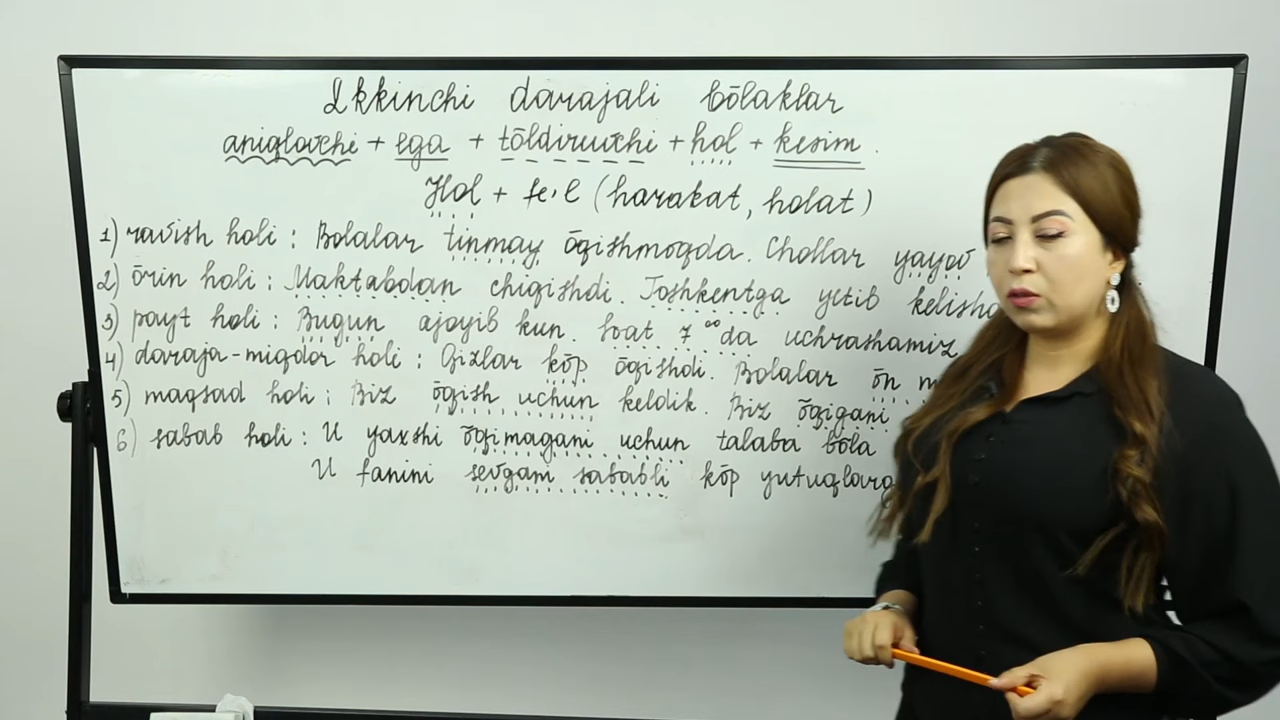 Ikkinchi darajali bōlaklar
aniqlovchi + ega + tōldiruvchi + hol + kesim.
Hol + fe'l (harakat, holat)
1) ravish holi: Bolalar tinmay ōqishmoqda. Chollar yayov
2) ōrin holi: Maktabdan chiqishdi. Toshkentga yetib kelisha
3) payt holi: Bugun ajoyib kun. Soat 7⁰⁰ da uchrashamiz
4) daraja-miqdor holi: Qizlar kōp ōqishdi. Bolalar ōn m
5) maqsad holi: Biz ōqish uchun keldik. Biz ōqigani
6) sabab holi: U yaxshi ōqimagani uchun talaba bōla
U fanini sevgani sababli kōp yutuqlarg